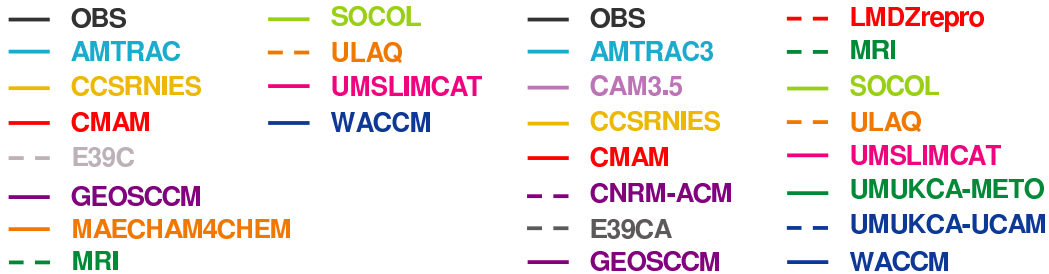 OBS
AMTRAC
CCSRNIES
CMAM
E39C
GEOSCCM
MAECHAM4CHEM
MRI
SOCOL
ULAQ
UMSLIMCAT
WACCM
OBS
AMTRAC3
CAM3.5
CCSRNIES
CMAM
CNRM-ACM
E39CA
GEOSCCM
LMDZrepro
MRI
SOCOL
ULAQ
UMSLIMCAT
UMUKCA-METO
UMUKCA-UCAM
WACCM